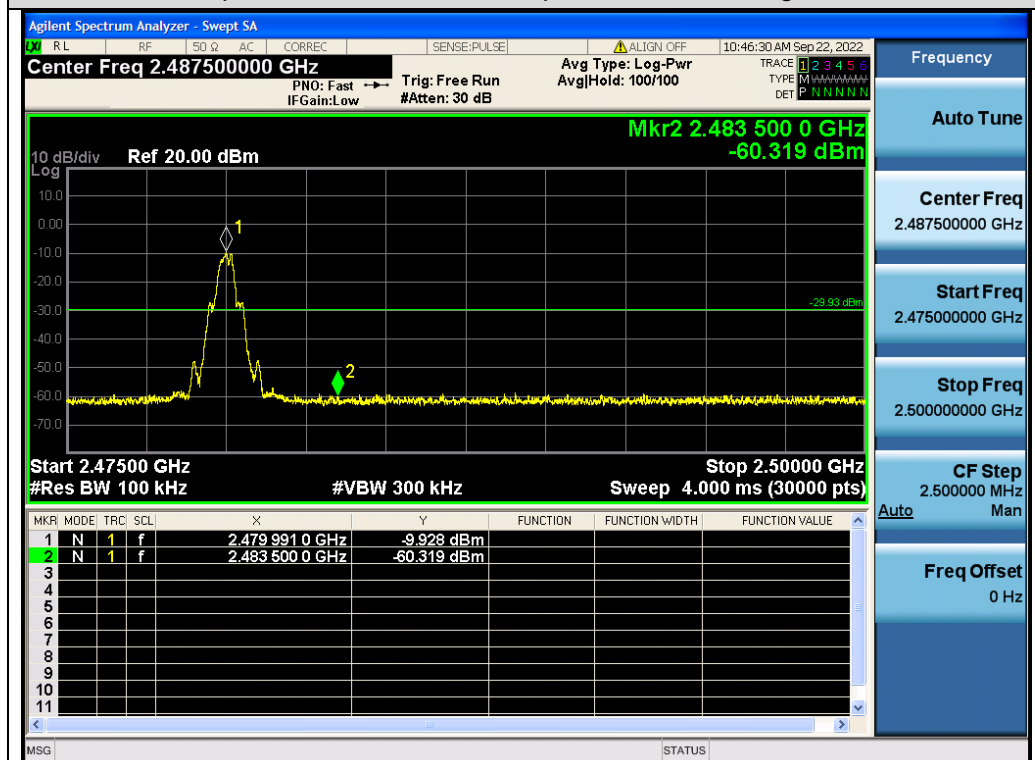 Agilent Spectrum Analyzer - Swept SA
LXI RL RF 50 Ω AC CORREC SENSE:PULSE ALIGN OFF 10:46:30 AM Sep 22, 2022
Center Freq 2.487500000 GHz
PNO: Fast
IFGain:Low
Trig: Free Run
#Atten: 30 dB
Avg Type: Log-Pwr
Avg|Hold: 100/100
TRACE 1 2 3 4 5 6
TYPE M WWWWW
DET P N N N N N
Mkr2 2.483 500 0 GHz
-60.319 dBm
10 dB/div Ref 20.00 dBm
Log
10.0
0.00
-10.0
-20.0
-30.0
-40.0
-50.0
-60.0
-70.0
1
2
-29.93 dBm
Start 2.47500 GHz Stop 2.50000 GHz
#Res BW 100 kHz #VBW 300 kHz Sweep 4.000 ms (30000 pts)
MKR MODE TRC SCL X Y FUNCTION FUNCTION WIDTH FUNCTION VALUE
1 N 1 f 2.479 991 0 GHz -9.928 dBm
2 N 1 f 2.483 500 0 GHz -60.319 dBm
3
4
5
6
7
8
9
10
11
MSG STATUS
Frequency
Auto Tune
Center Freq
2.487500000 GHz
Start Freq
2.475000000 GHz
Stop Freq
2.500000000 GHz
CF Step
2.500000 MHz
Auto Man
Freq Offset
0 Hz